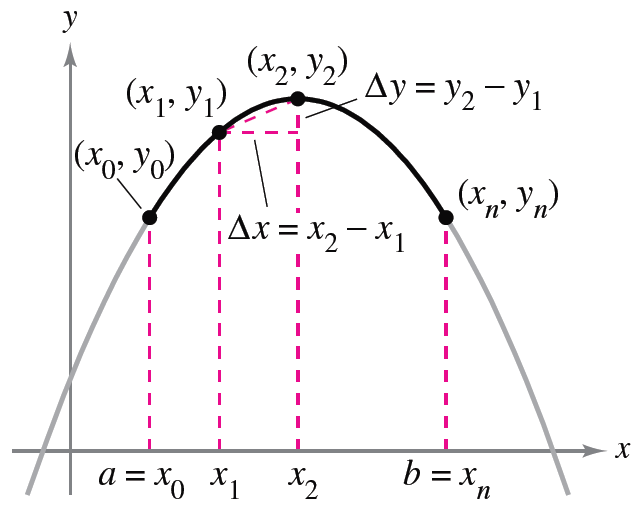 y
(x₂, y₂)
Δy = y₂ − y₁
(x₁, y₁)
(x₀, y₀)
(xₙ, yₙ)
Δx = x₂ − x₁
x
a = x₀ x₁ x₂ b = xₙ